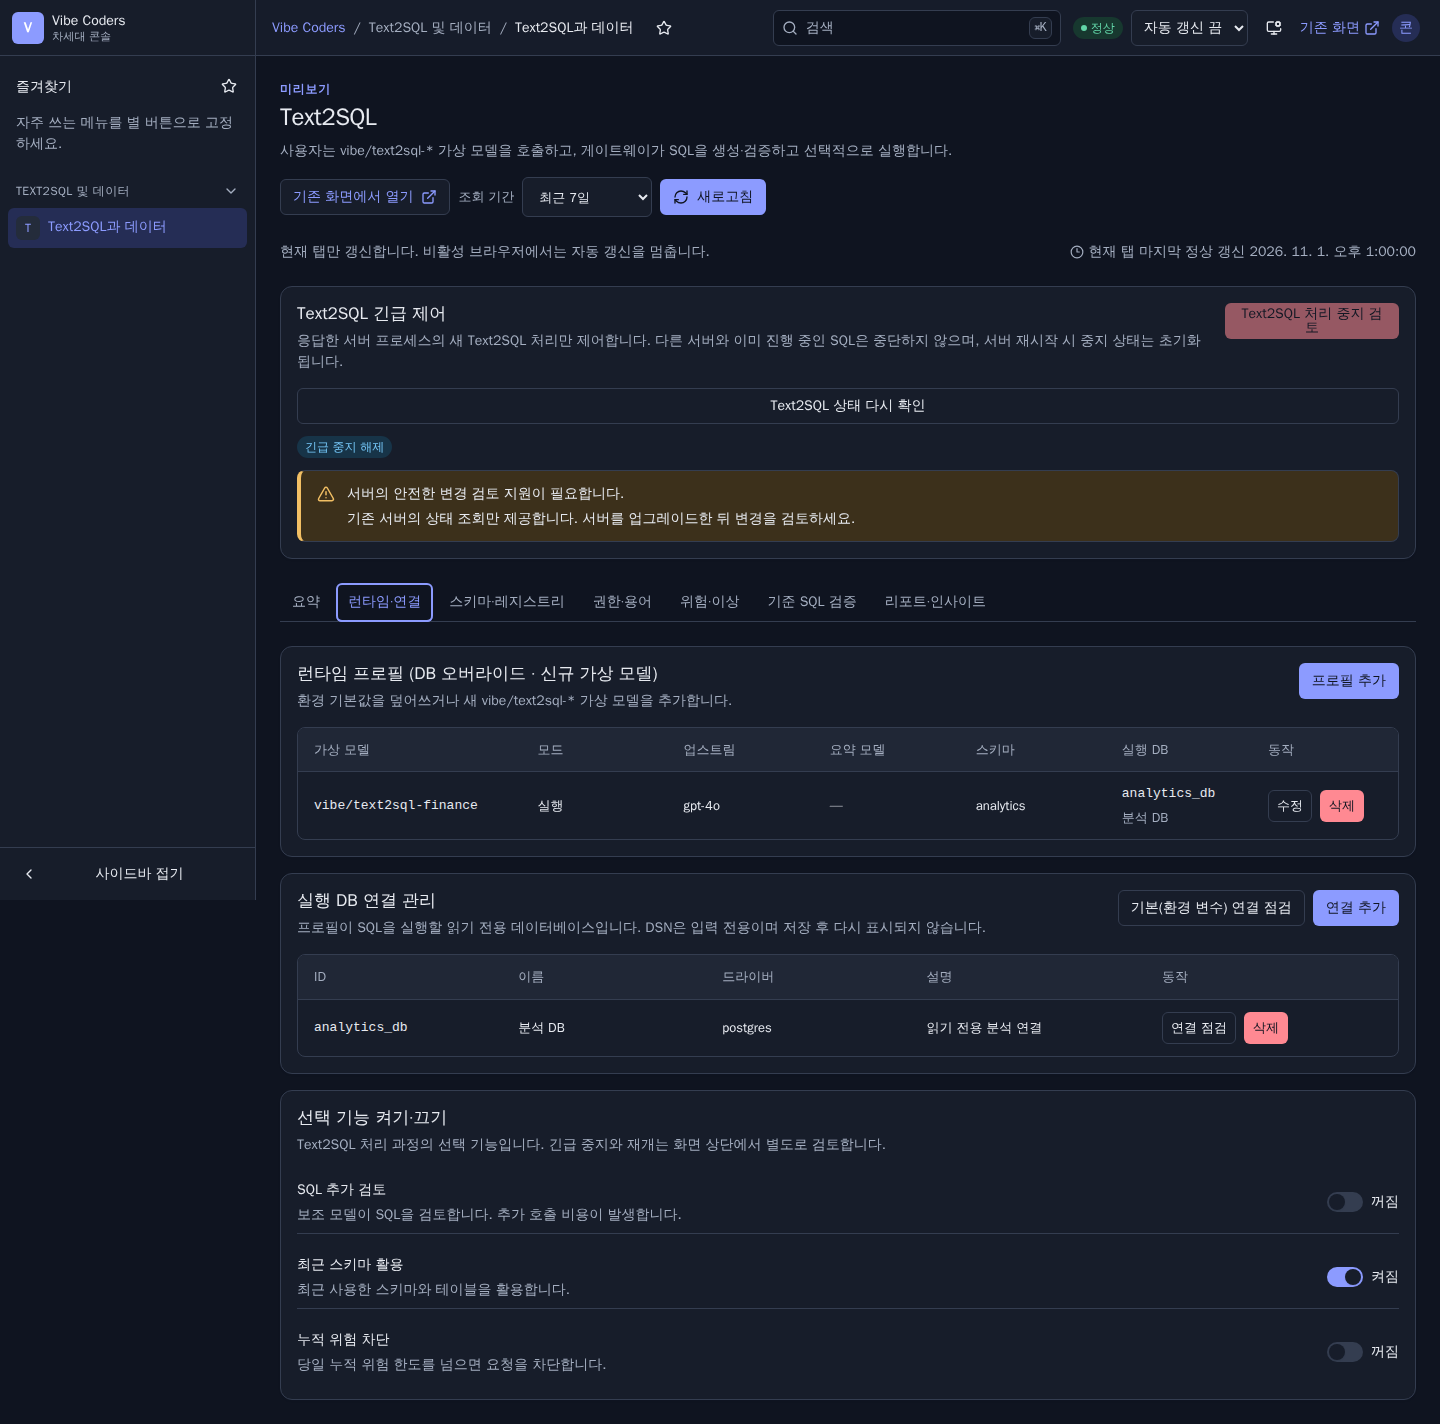 V
Vibe Coders
차세대 콘솔
Vibe Coders / Text2SQL 및 데이터 / Text2SQL과 데이터
검색
⌘K
정상
자동 갱신 끔
기존 화면
콘
즐겨찾기
자주 쓰는 메뉴를 별 버튼으로 고정
하세요.
TEXT2SQL 및 데이터
T
Text2SQL과 데이터
사이드바 접기
미리보기
Text2SQL
사용자는 vibe/text2sql-* 가상 모델을 호출하고, 게이트웨이가 SQL을 생성·검증하고 선택적으로 실행합니다.
기존 화면에서 열기
조회 기간
최근 7일
새로고침
현재 탭만 갱신합니다. 비활성 브라우저에서는 자동 갱신을 멈춥니다.
현재 탭 마지막 정상 갱신 2026. 11. 1. 오후 1:00:00
Text2SQL 긴급 제어
응답한 서버 프로세스의 새 Text2SQL 처리만 제어합니다. 다른 서버와 이미 진행 중인 SQL은 중단하지 않으며, 서버 재시작 시 중지 상태는 초기화
됩니다.
Text2SQL 처리 중지 검
토
Text2SQL 상태 다시 확인
긴급 중지 해제
서버의 안전한 변경 검토 지원이 필요합니다.
기존 서버의 상태 조회만 제공합니다. 서버를 업그레이드한 뒤 변경을 검토하세요.
요약
런타임·연결
스키마·레지스트리
권한·용어
위험·이상
기준 SQL 검증
리포트·인사이트
런타임 프로필 (DB 오버라이드 · 신규 가상 모델)
환경 기본값을 덮어쓰거나 새 vibe/text2sql-* 가상 모델을 추가합니다.
프로필 추가
가상 모델 모드 업스트림 요약 모델 스키마 실행 DB 동작
vibe/text2sql-finance 실행 gpt-4o — analytics analytics_db
분석 DB
수정 삭제
실행 DB 연결 관리
프로필이 SQL을 실행할 읽기 전용 데이터베이스입니다. DSN은 입력 전용이며 저장 후 다시 표시되지 않습니다.
기본(환경 변수) 연결 점검
연결 추가
ID 이름 드라이버 설명 동작
analytics_db 분석 DB postgres 읽기 전용 분석 연결 연결 점검 삭제
선택 기능 켜기·끄기
Text2SQL 처리 과정의 선택 기능입니다. 긴급 중지와 재개는 화면 상단에서 별도로 검토합니다.
SQL 추가 검토
보조 모델이 SQL을 검토합니다. 추가 호출 비용이 발생합니다.
꺼짐
최근 스키마 활용
최근 사용한 스키마와 테이블을 활용합니다.
켜짐
누적 위험 차단
당일 누적 위험 한도를 넘으면 요청을 차단합니다.
꺼짐